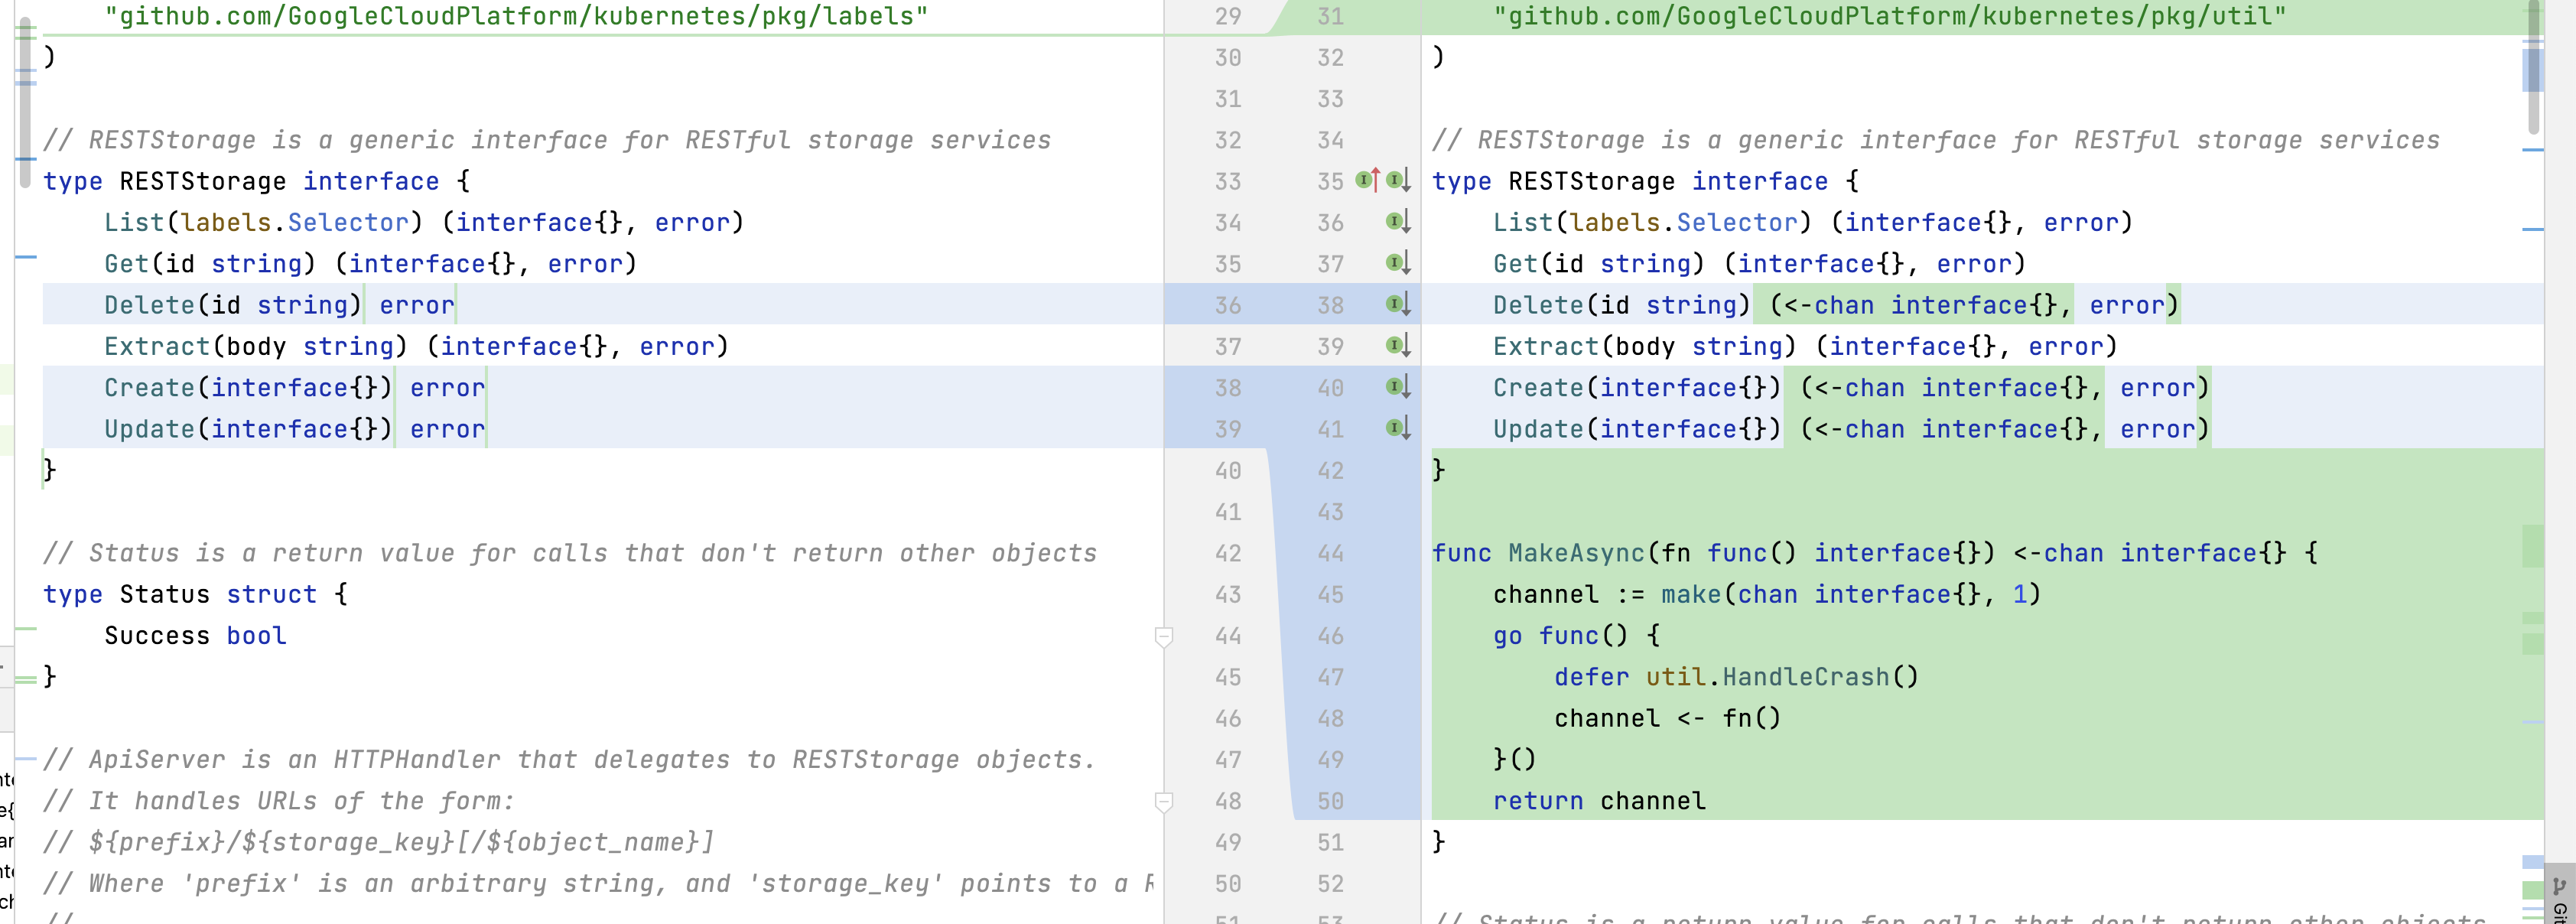 "github.com/GoogleCloudPlatform/kubernetes/pkg/labels"
)
// RESTStorage is a generic interface for RESTful storage services
type RESTStorage interface {
    List(labels.Selector) (interface{}, error)
    Get(id string) (interface{}, error)
    Delete(id string) error
    Extract(body string) (interface{}, error)
    Create(interface{}) error
    Update(interface{}) error
}
// Status is a return value for calls that don't return other objects
type Status struct {
    Success bool
}
// ApiServer is an HTTPHandler that delegates to RESTStorage objects.
// It handles URLs of the form:
// ${prefix}/${storage_key}[/${object_name}]
// Where 'prefix' is an arbitrary string, and 'storage_key' points to a
//
29 31
30 32
31 33
32 34
33 35
34 36
35 37
36 38
37 39
38 40
39 41
40 42
41 43
42 44
43 45
44 46
45 47
46 48
47 49
48 50
49 51
50 52
51 53
"github.com/GoogleCloudPlatform/kubernetes/pkg/util"
)
// RESTStorage is a generic interface for RESTful storage services
type RESTStorage interface {
    List(labels.Selector) (interface{}, error)
    Get(id string) (interface{}, error)
    Delete(id string) (<-chan interface{}, error)
    Extract(body string) (interface{}, error)
    Create(interface{}) (<-chan interface{}, error)
    Update(interface{}) (<-chan interface{}, error)
}
func MakeAsync(fn func() interface{}) <-chan interface{} {
    channel := make(chan interface{}, 1)
    go func() {
        defer util.HandleCrash()
        channel <- fn()
    }()
    return channel
}
// Status is a return value for calls that don't return other objects